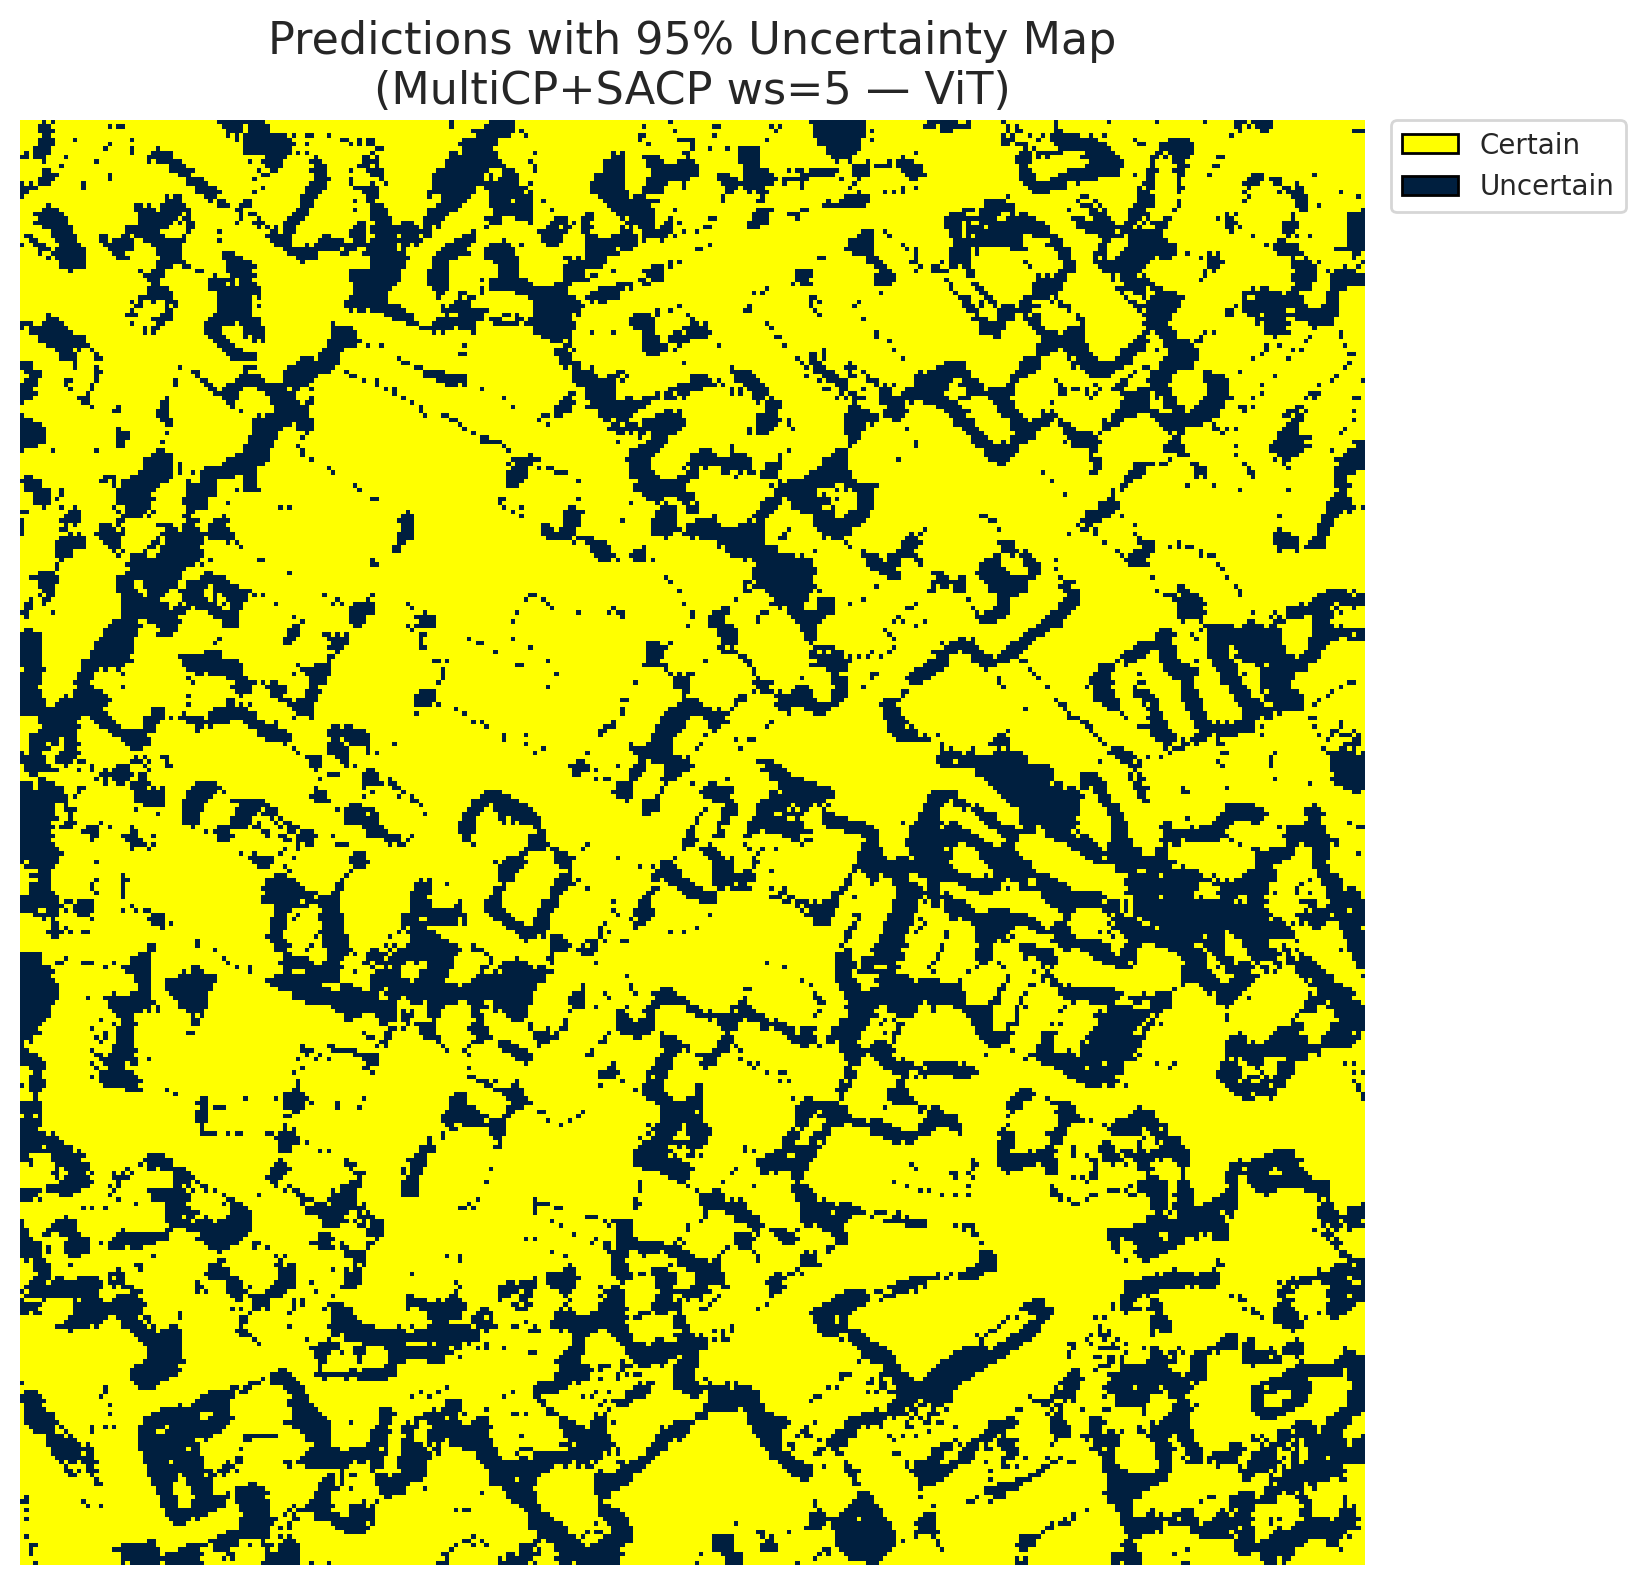 Predictions with 95% Uncertainty Map
(MultiCP+SACP ws=5 — ViT)
Certain
Uncertain